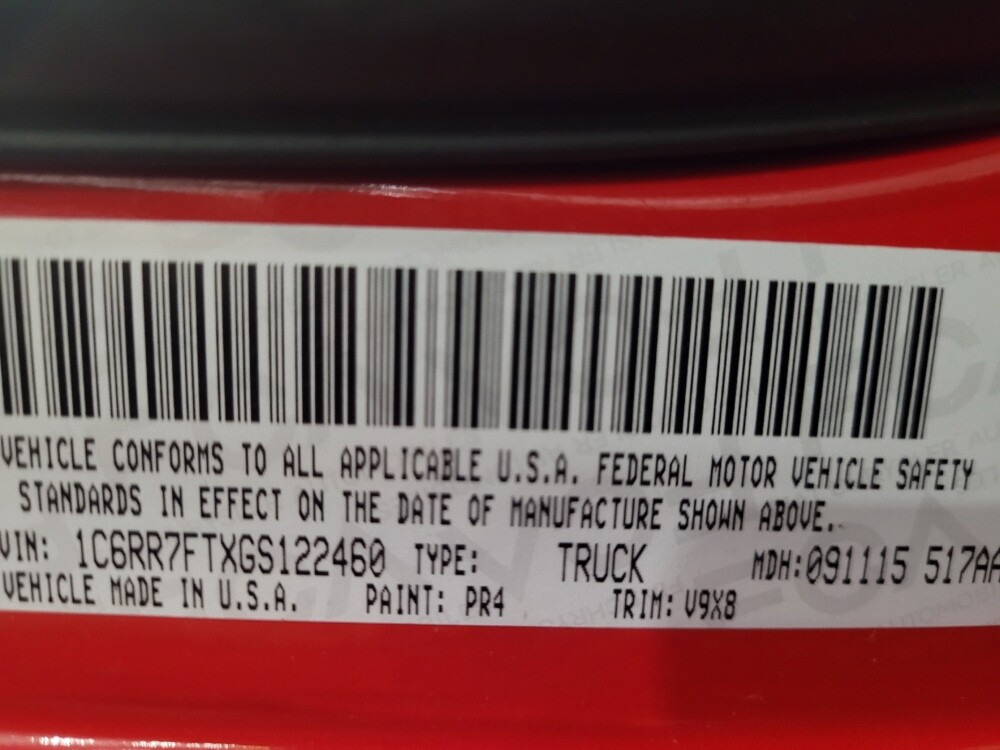 VEHICLE CONFORMS TO ALL APPLICABLE U.S.A. FEDERAL MOTOR VEHICLE SAFETY
STANDARDS IN EFFECT ON THE DATE OF MANUFACTURE SHOWN ABOVE.
VIN: 1C6RR7FTXGS122460 TYPE: TRUCK MDH:091115 517AA
VEHICLE MADE IN U.S.A. PAINT: PR4 TRIM: V9X8